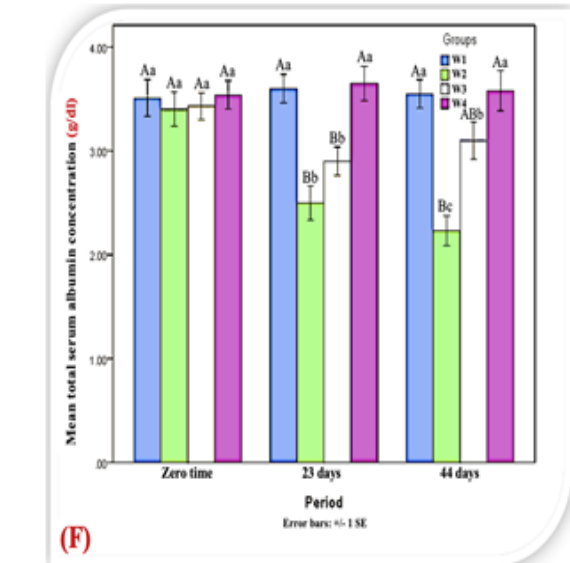 Mean total serum albumin concentration (g/dl)
4.00
3.00
2.00
1.00
.00
Groups
W1
W2
W3
W4
Aa Aa Aa Aa
Aa Bb Bb Aa
Aa Bc ABb Aa
Zero time 23 days 44 days
Period
Error bars: +/- 1 SE
(F)